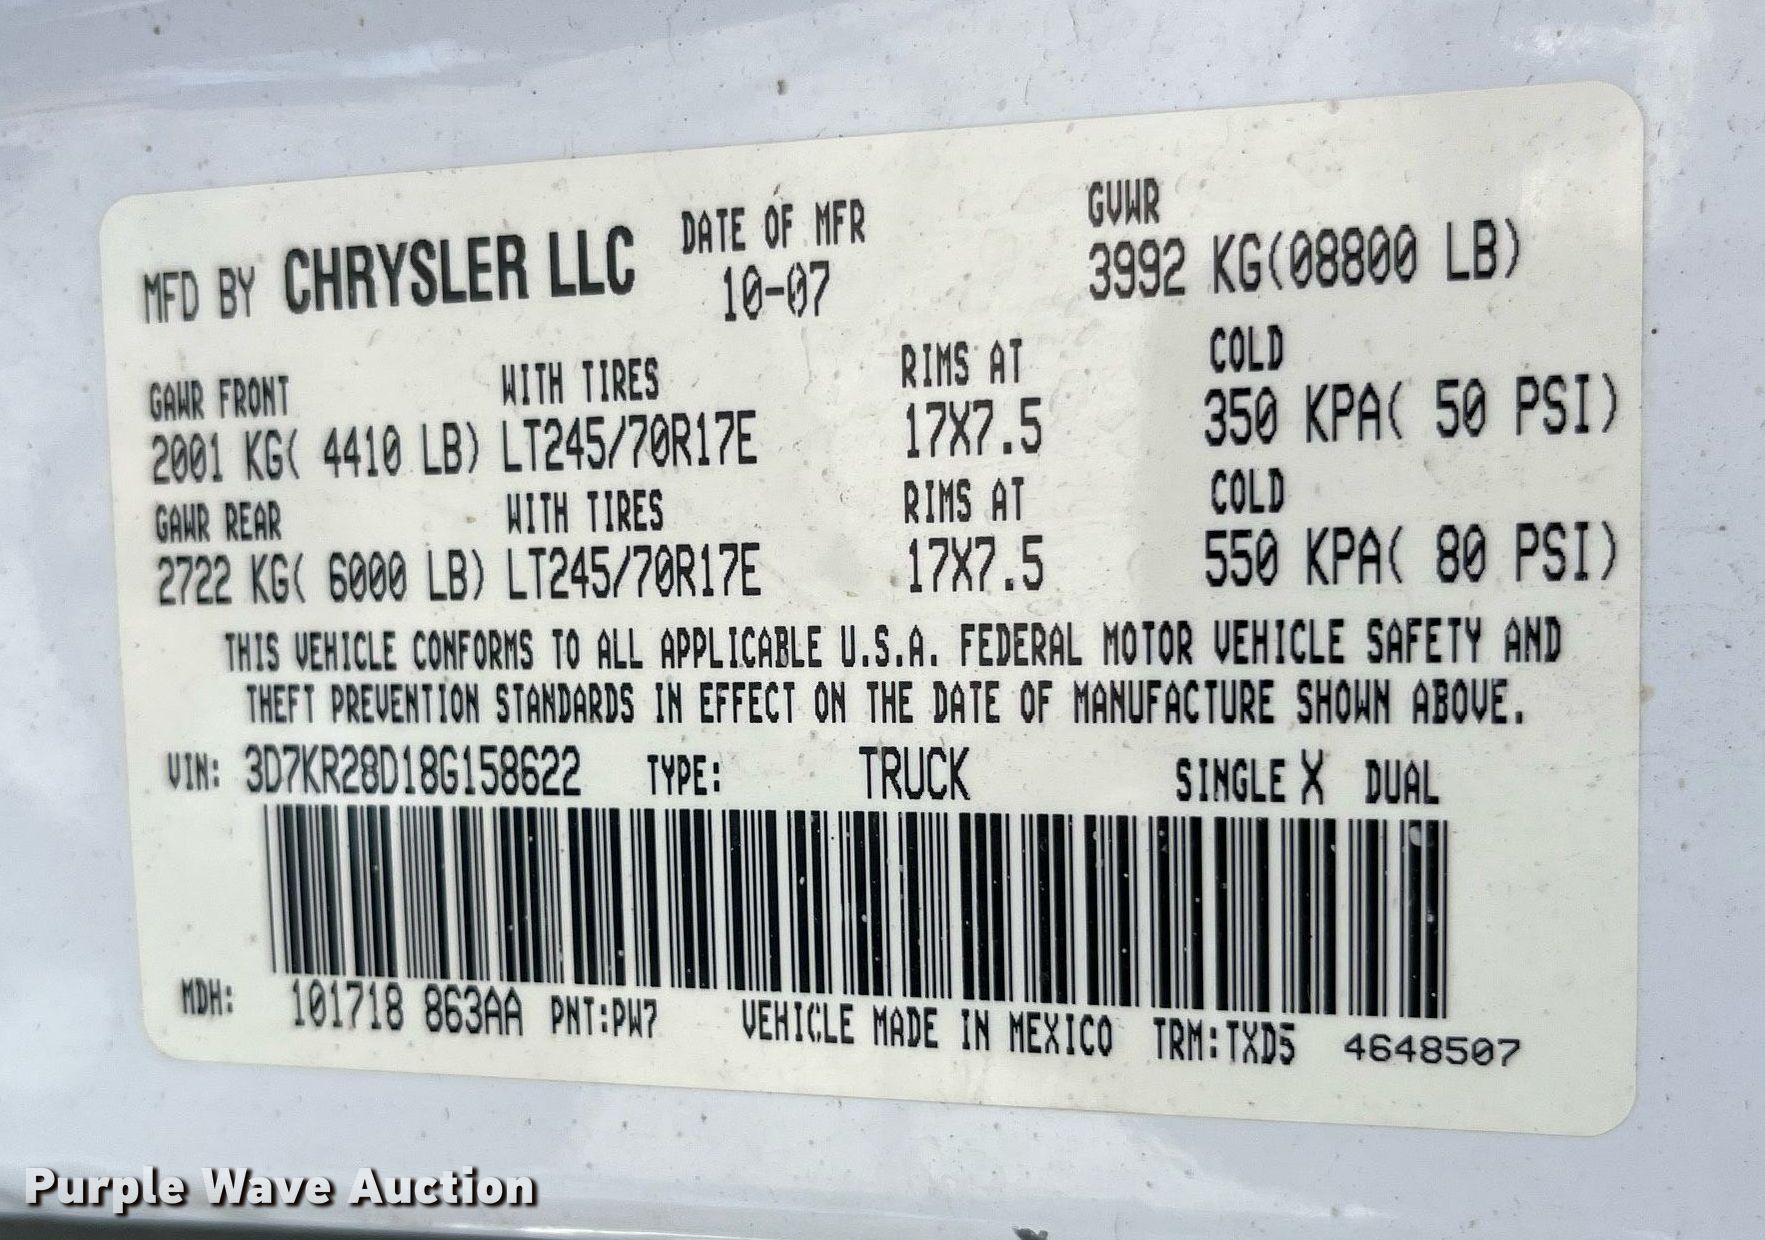 MFD BY CHRYSLER LLC DATE OF MFR GVWR
10-07 3992 KG(08800 LB)
GAWR FRONT WITH TIRES RIMS AT COLD
2001 KG( 4410 LB) LT245/70R17E 17X7.5 350 KPA( 50 PSI)
GAWR REAR WITH TIRES RIMS AT COLD
2722 KG( 6000 LB) LT245/70R17E 17X7.5 550 KPA( 80 PSI)
THIS VEHICLE CONFORMS TO ALL APPLICABLE U.S.A. FEDERAL MOTOR VEHICLE SAFETY AND
THEFT PREVENTION STANDARDS IN EFFECT ON THE DATE OF MANUFACTURE SHOWN ABOVE.
VIN: 3D7KR28D18G158622 TYPE: TRUCK SINGLE X DUAL
MDH: 101718 863AA PNT:PW7 VEHICLE MADE IN MEXICO TRM:TXD5 4648507
Purple Wave Auction